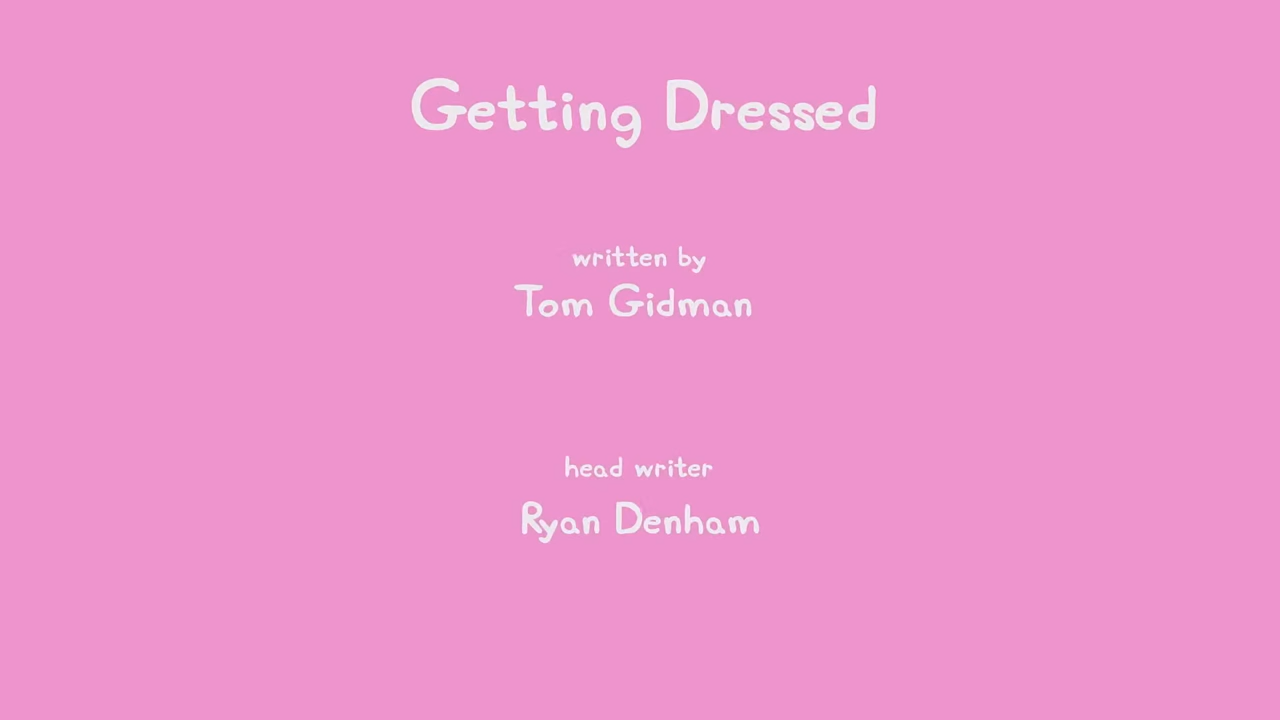 Getting Dressed
written by
Tom Gidman
head writer
Ryan Denham